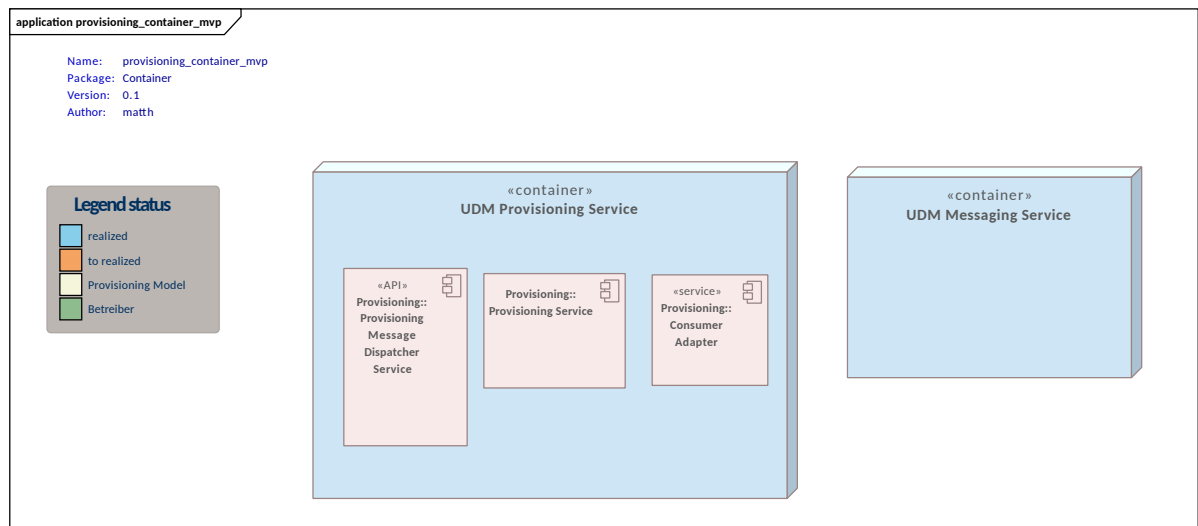 application provisioning_container_mvp
Name: provisioning_container_mvp
Package: Container
Version: 0.1
Author: matth
Legend status
realized
to realized
Provisioning Model
Betreiber
«container»
UDM Provisioning Service
«API»
Provisioning::
Provisioning
Message
Dispatcher
Service
Provisioning::
Provisioning Service
«service»
Provisioning::
Consumer
Adapter
«container»
UDM Messaging Service